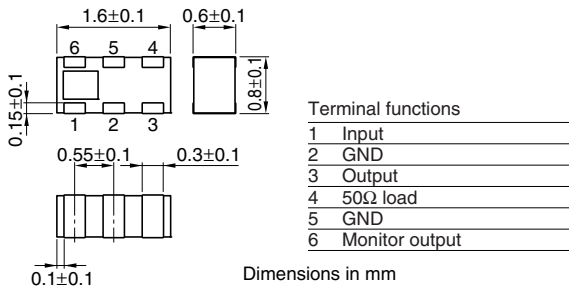 1.6±0.1
0.6±0.1
6 5 4
0.15±0.1
0.8±0.1
1 2 3
0.55±0.1
0.3±0.1
0.1±0.1
Dimensions in mm
Terminal functions
1 Input
2 GND
3 Output
4 50Ω load
5 GND
6 Monitor output